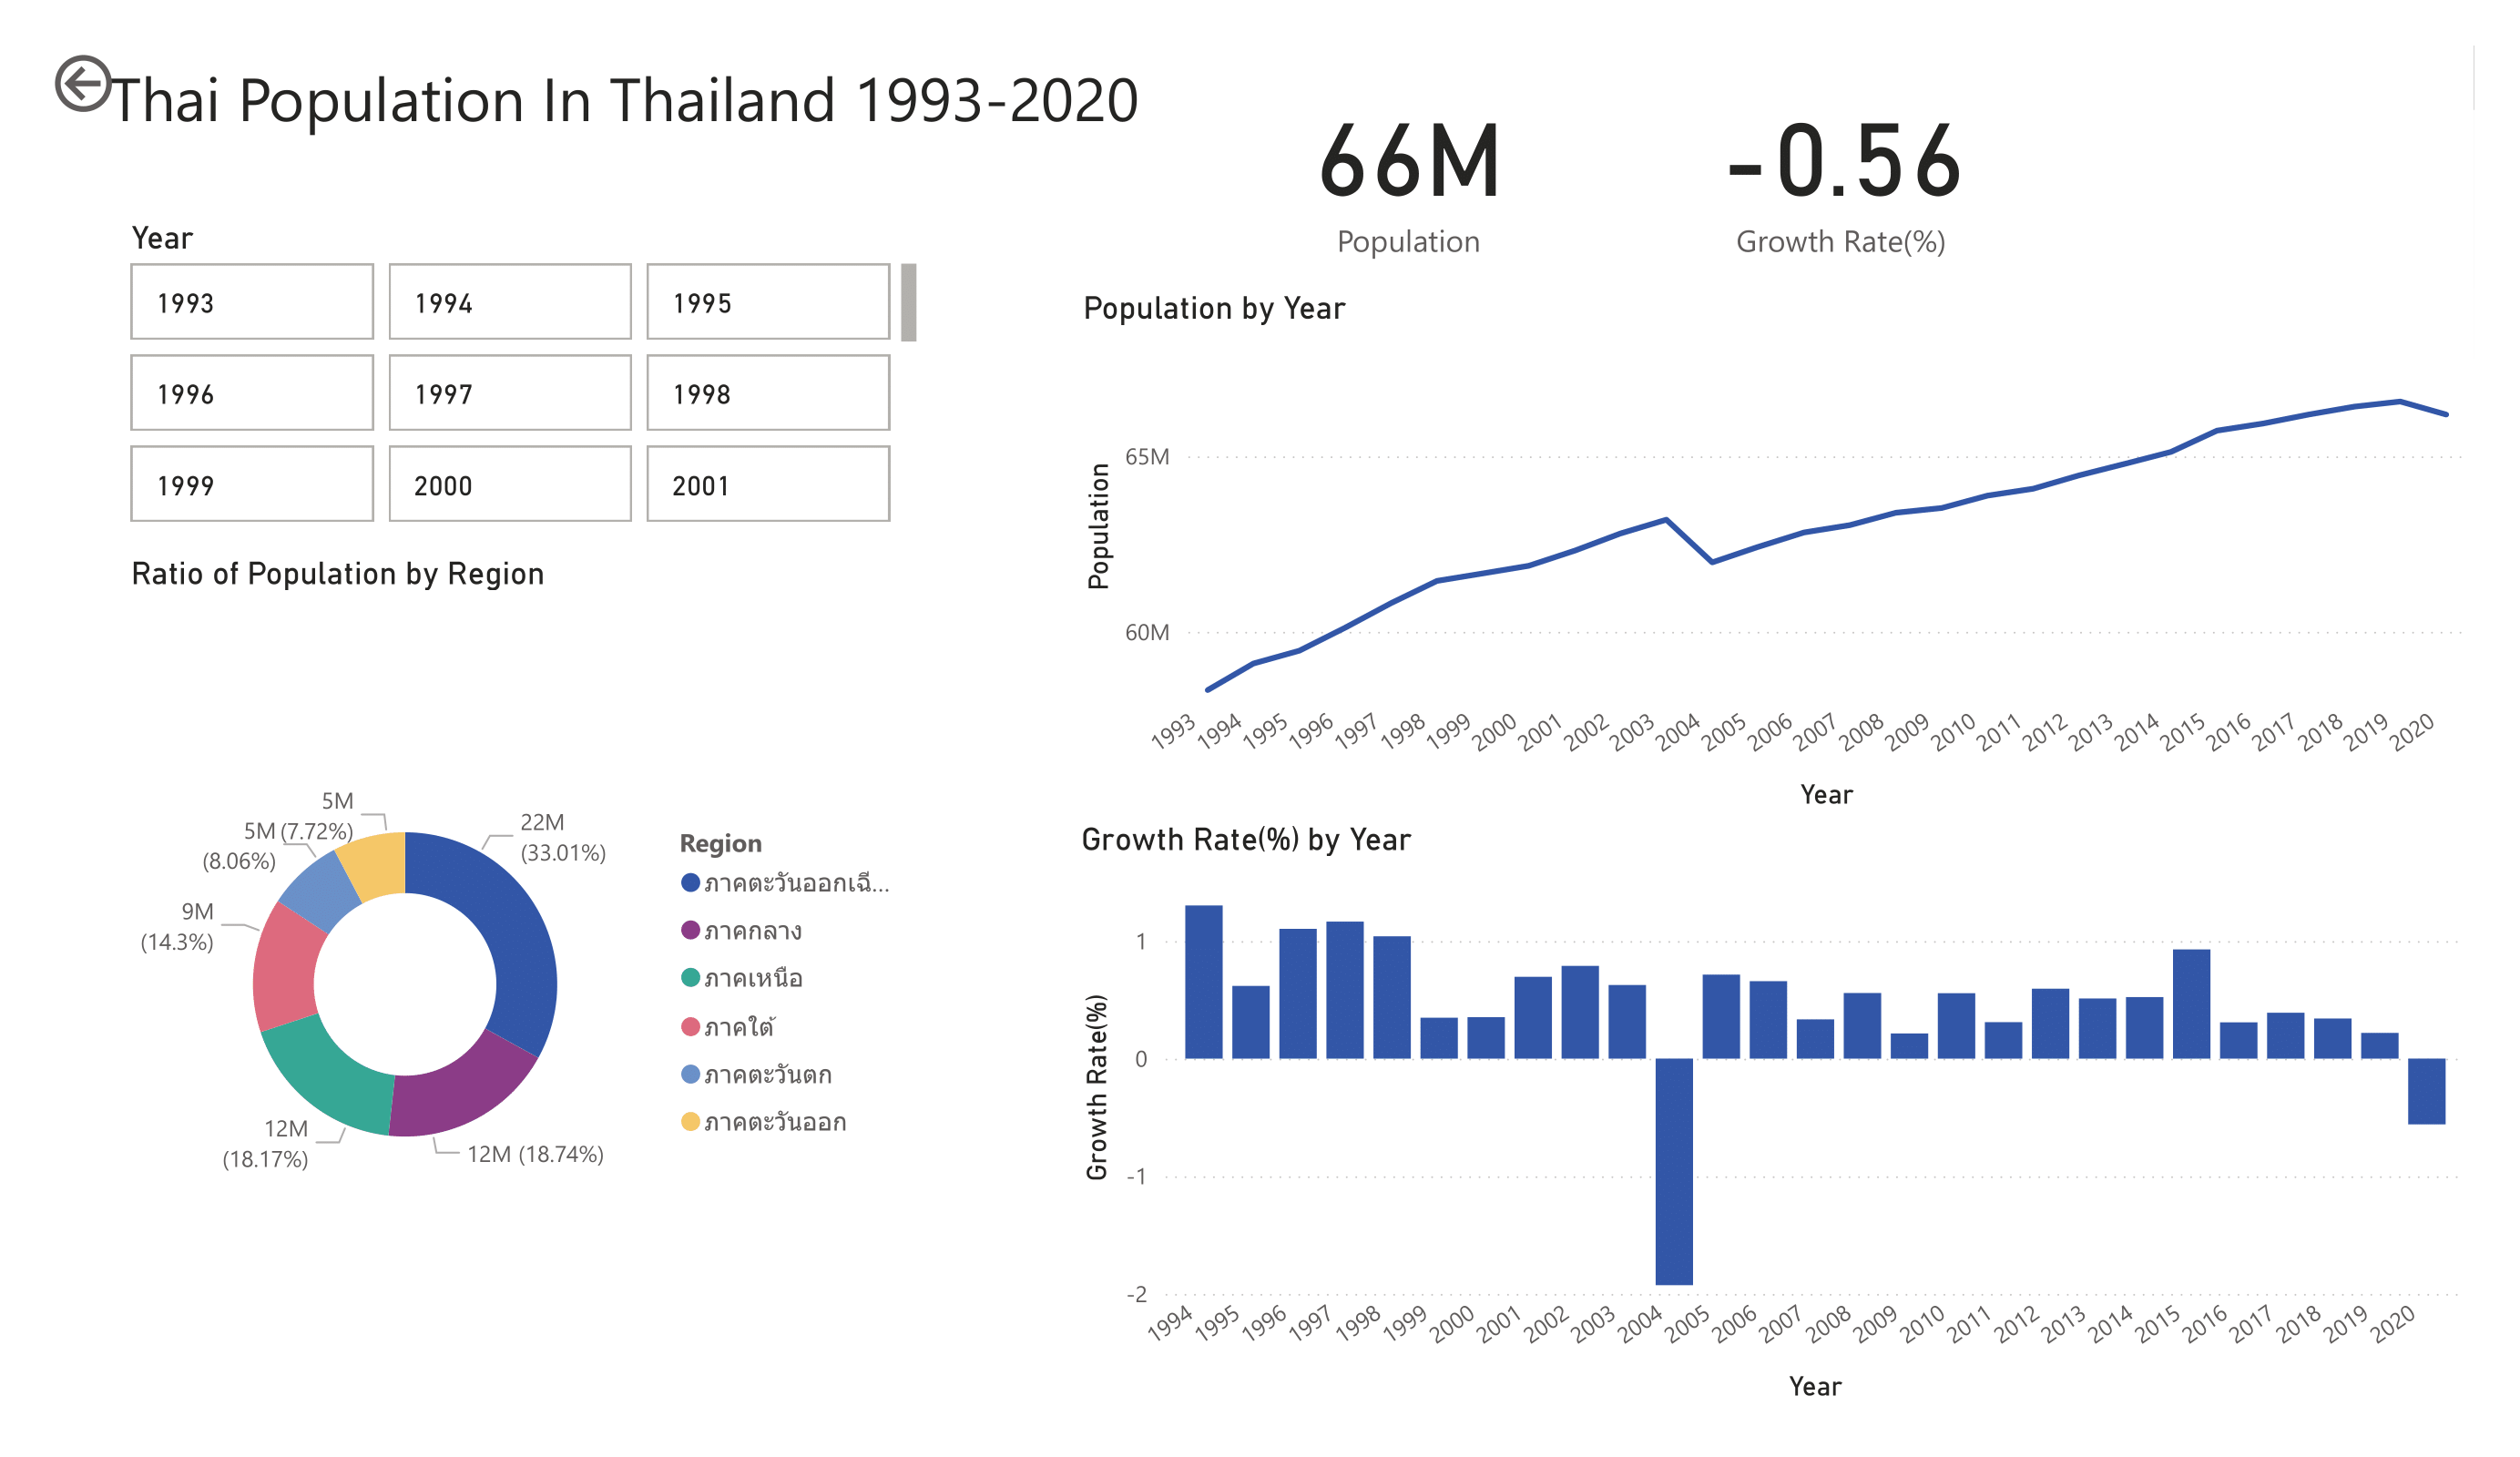 Thai Population In Thailand 1993-2020
66M
Population
-0.56
Growth Rate(%)
Year
1993
1994
1995
1996
1997
1998
1999
2000
2001
Ratio of Population by Region
22M
(33.01%)
12M (18.74%)
12M
(18.17%)
9M
(14.3%)
5M
(8.06%)
5M
(7.72%)
Region
ภาคตะวันออกเฉี...
ภาคกลาง
ภาคเหนือ
ภาคใต้
ภาคตะวันตก
ภาคตะวันออก
Population by Year
Population
65M
60M
1993
1994
1995
1996
1997
1998
1999
2000
2001
2002
2003
2004
2005
2006
2007
2008
2009
2010
2011
2012
2013
2014
2015
2016
2017
2018
2019
2020
Year
Growth Rate(%) by Year
Growth Rate(%)
1
0
-1
-2
1994
1995
1996
1997
1998
1999
2000
2001
2002
2003
2004
2005
2006
2007
2008
2009
2010
2011
2012
2013
2014
2015
2016
2017
2018
2019
2020
Year